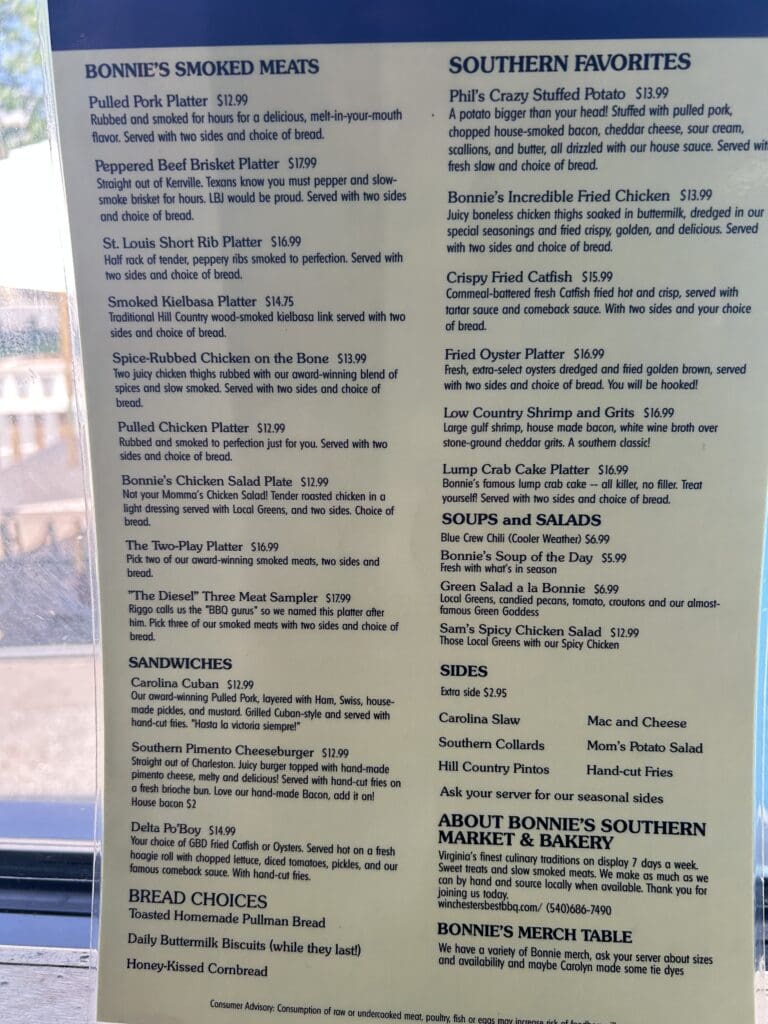 BONNIE'S SMOKED MEATS
Pulled Pork Platter $12.99
Rubbed and smoked for hours for a delicious, melt-in-your-mouth
flavor. Served with two sides and choice of bread.
Peppered Beef Brisket Platter $17.99
Straight out of Kerrville. Texans know you must pepper and slow-
smoke brisket for hours. LBJ would be proud. Served with two sides
and choice of bread.
St. Louis Short Rib Platter $16.99
Half rack of tender, peppery ribs smoked to perfection. Served with
two sides and choice of bread.
Smoked Kielbasa Platter $14.75
Traditional Hill Country wood-smoked kielbasa link served with two
sides and choice of bread.
Spice-Rubbed Chicken on the Bone $13.99
Two juicy chicken thighs rubbed with our award-winning blend of
spices and slow smoked. Served with two sides and choice of
bread.
Pulled Chicken Platter $12.99
Rubbed and smoked to perfection just for you. Served with two
sides and choice of bread.
Bonnie's Chicken Salad Plate $12.99
Not your Momma's Chicken Salad! Tender roasted chicken in a
light dressing served with Local Greens, and two sides. Choice of
bread.
The Two-Play Platter $16.99
Pick two of our award-winning smoked meats, two sides and
bread.
"The Diesel" Three Meat Sampler $17.99
Riggo calls us the "BBQ gurus" so we named this platter after
him. Pick three of our smoked meats with two sides and choice of
bread.
SANDWICHES
Carolina Cuban $12.99
Our award-winning Pulled Pork, layered with Ham, Swiss, house-
made pickles, and mustard. Grilled Cuban-style and served with
hand-cut fries. "Hasta la victoria siempre!"
Southern Pimento Cheeseburger $12.99
Straight out of Charleston. Juicy burger topped with hand-made
pimento cheese, melty and delicious! Served with hand-cut fries on
a fresh brioche bun. Love our hand-made Bacon, add it on!
House bacon $2
Delta Po'Boy $14.99
Your choice of GBD Fried Catfish or Oysters. Served hot on a fresh
hoagie roll with chopped lettuce, diced tomatoes, pickles, and our
famous comeback sauce. With hand-cut fries.
BREAD CHOICES
Toasted Homemade Pullman Bread
Daily Buttermilk Biscuits (while they last!)
Honey-Kissed Cornbread
SOUTHERN FAVORITES
Phil's Crazy Stuffed Potato $13.99
A potato bigger than your head! Stuffed with pulled pork,
chopped house-smoked bacon, cheddar cheese, sour cream,
scallions, and butter, all drizzled with our house sauce. Served wit
fresh slaw and choice of bread.
Bonnie's Incredible Fried Chicken $13.99
Juicy boneless chicken thighs soaked in buttermilk, dredged in our
special seasonings and fried crispy, golden, and delicious. Served
with two sides and choice of bread.
Crispy Fried Catfish $15.99
Cornmeal-battered fresh Catfish fried hot and crisp, served with
tartar sauce and comeback sauce. With two sides and your choice
of bread.
Fried Oyster Platter $16.99
Fresh, extra-select oysters dredged and fried golden brown, served
with two sides and choice of bread. You will be hooked!
Low Country Shrimp and Grits $16.99
Large gulf shrimp, house made bacon, white wine broth over
stone-ground cheddar grits. A southern classic!
Lump Crab Cake Platter $16.99
Bonnie's famous lump crab cake -- all killer, no filler. Treat
yourself! Served with two sides and choice of bread.
SOUPS and SALADS
Blue Crew Chili (Cooler Weather) $6.99
Bonnie's Soup of the Day $5.99
Fresh with what's in season
Green Salad a la Bonnie $6.99
Local Greens, candied pecans, tomato, croutons and our almost-
famous Green Goddess
Sam's Spicy Chicken Salad $12.99
Those Local Greens with our Spicy Chicken
SIDES
Extra side $2.95
Carolina Slaw Mac and Cheese
Southern Collards Mom's Potato Salad
Hill Country Pintos Hand-cut Fries
Ask your server for our seasonal sides
ABOUT BONNIE'S SOUTHERN
MARKET & BAKERY
Virginia's finest culinary traditions on display 7 days a week.
Sweet treats and slow smoked meats. We make as much as we
can by hand and source locally when available. Thank you for
joining us today.
winchestersbestbbq.com/ (540)686-7490
BONNIE'S MERCH TABLE
We have a variety of Bonnie merch, ask your server about sizes
and availability and maybe Carolyn made some tie dyes
Consumer Advisory: Consumption of raw or undercooked meat, poultry, fish or eggs may increase risk of